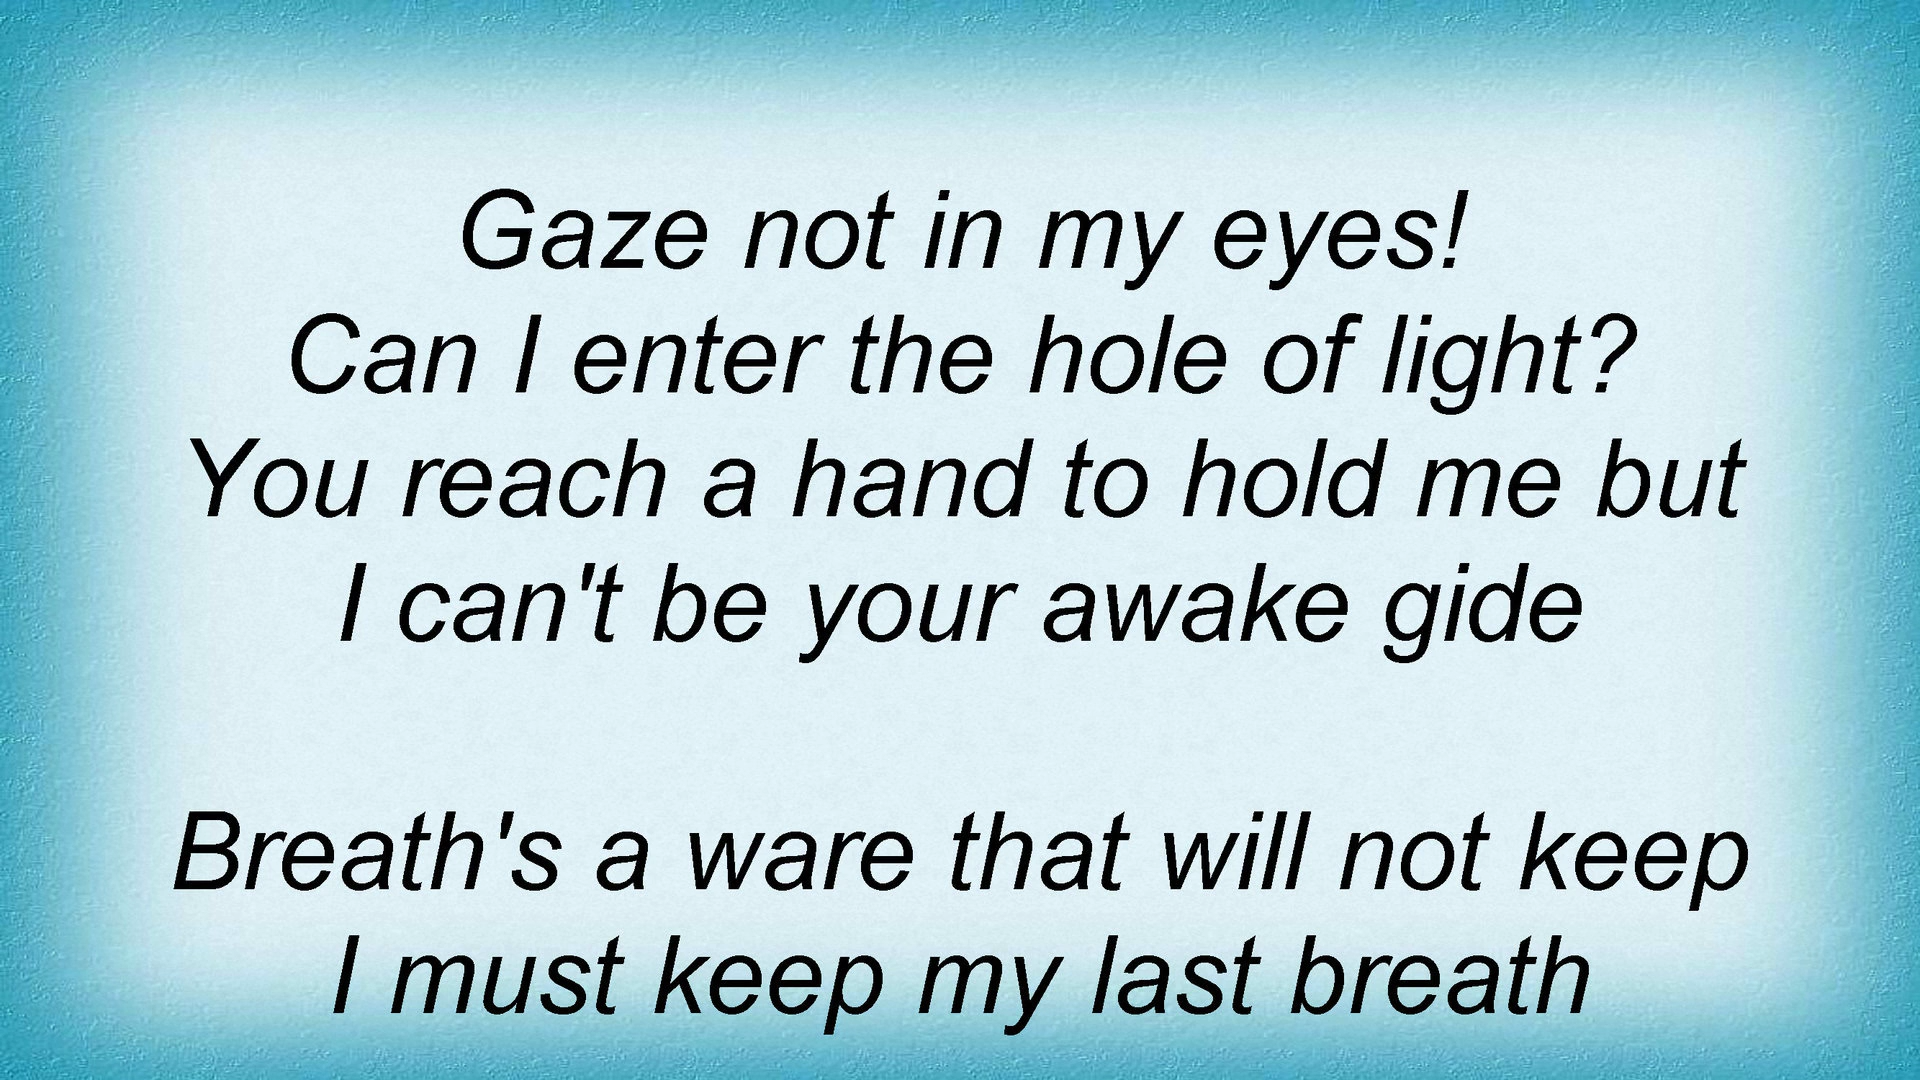 Gaze not in my eyes!
Can I enter the hole of light?
You reach a hand to hold me but
I can't be your awake gide
Breath's a ware that will not keep
I must keep my last breath